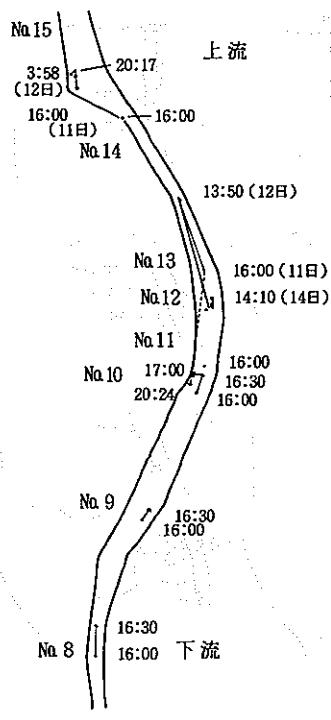 No.15
上流
20:17
3:58
(12日)
16:00
(11日)
16:00
No.14
13:50 (12日)
No.13
16:00 (11日)
No.12
14:10 (14日)
No.11
16:00
17:00
No.10
16:30
20:24
16:00
No.9
16:30
16:00
16:30
No.8
16:00
下流